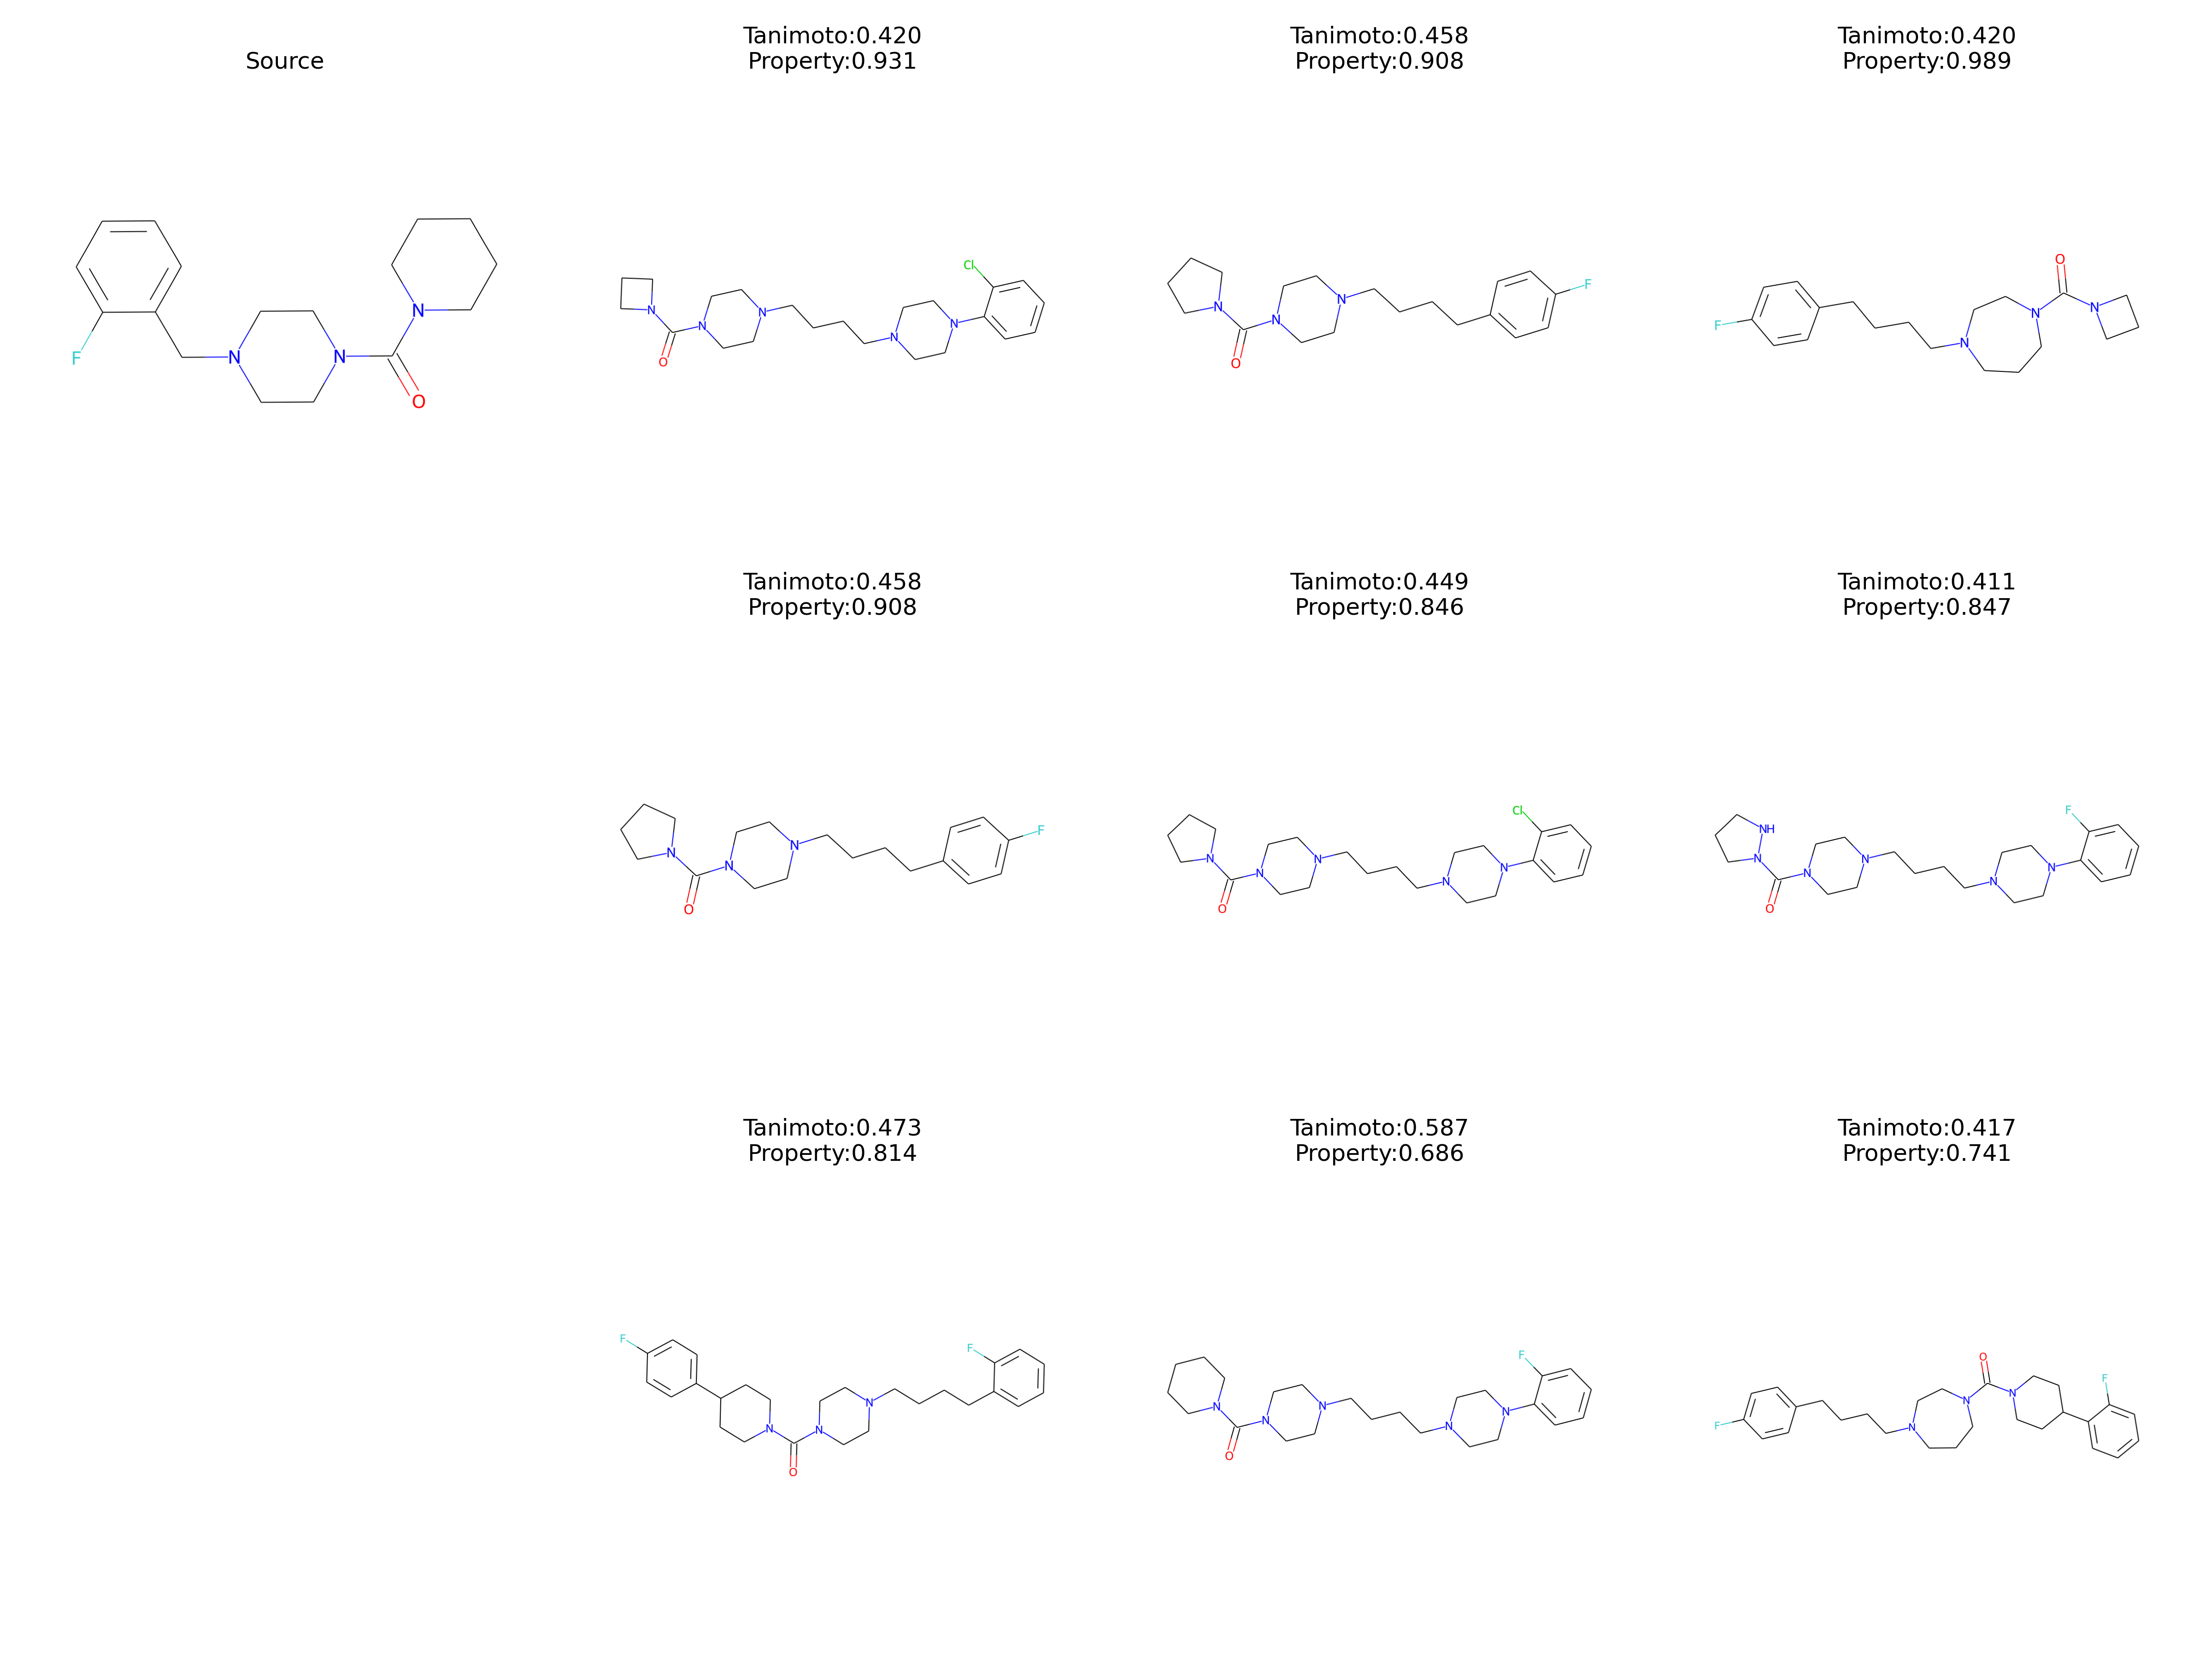 Source
Tanimoto:0.420
Property:0.931
Tanimoto:0.458
Property:0.908
Tanimoto:0.420
Property:0.989
F
N
N
N
O
N
O
N
N
N
N
Cl
N
O
N
N
F
F
N
N
O
N
Tanimoto:0.458
Property:0.908
Tanimoto:0.449
Property:0.846
Tanimoto:0.411
Property:0.847
N
O
N
N
F
N
O
N
N
N
N
Cl
NH
N
O
N
N
N
N
F
Tanimoto:0.473
Property:0.814
Tanimoto:0.587
Property:0.686
Tanimoto:0.417
Property:0.741
F
N
O
N
N
F
N
O
N
N
N
N
F
F
N
N
O
N
F